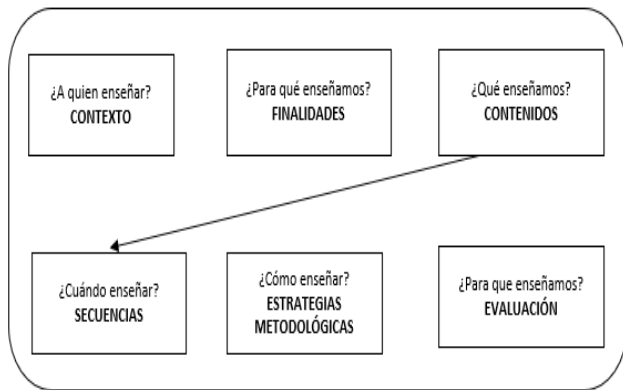 ¿A quien enseñar?
CONTEXTO
¿Para qué enseñamos?
FINALIDADES
¿Qué enseñamos?
CONTENIDOS
¿Cuándo enseñar?
SECUENCIAS
¿Cómo enseñar?
ESTRATEGIAS
METODOLÓGICAS
¿Para que enseñamos?
EVALUACIÓN